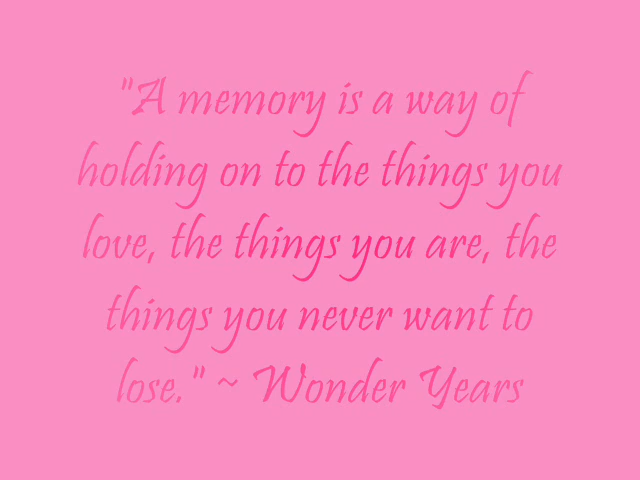 "A memory is a way of
holding on to the things you
love, the things you are, the
things you never want to
lose." ~ Wonder Years